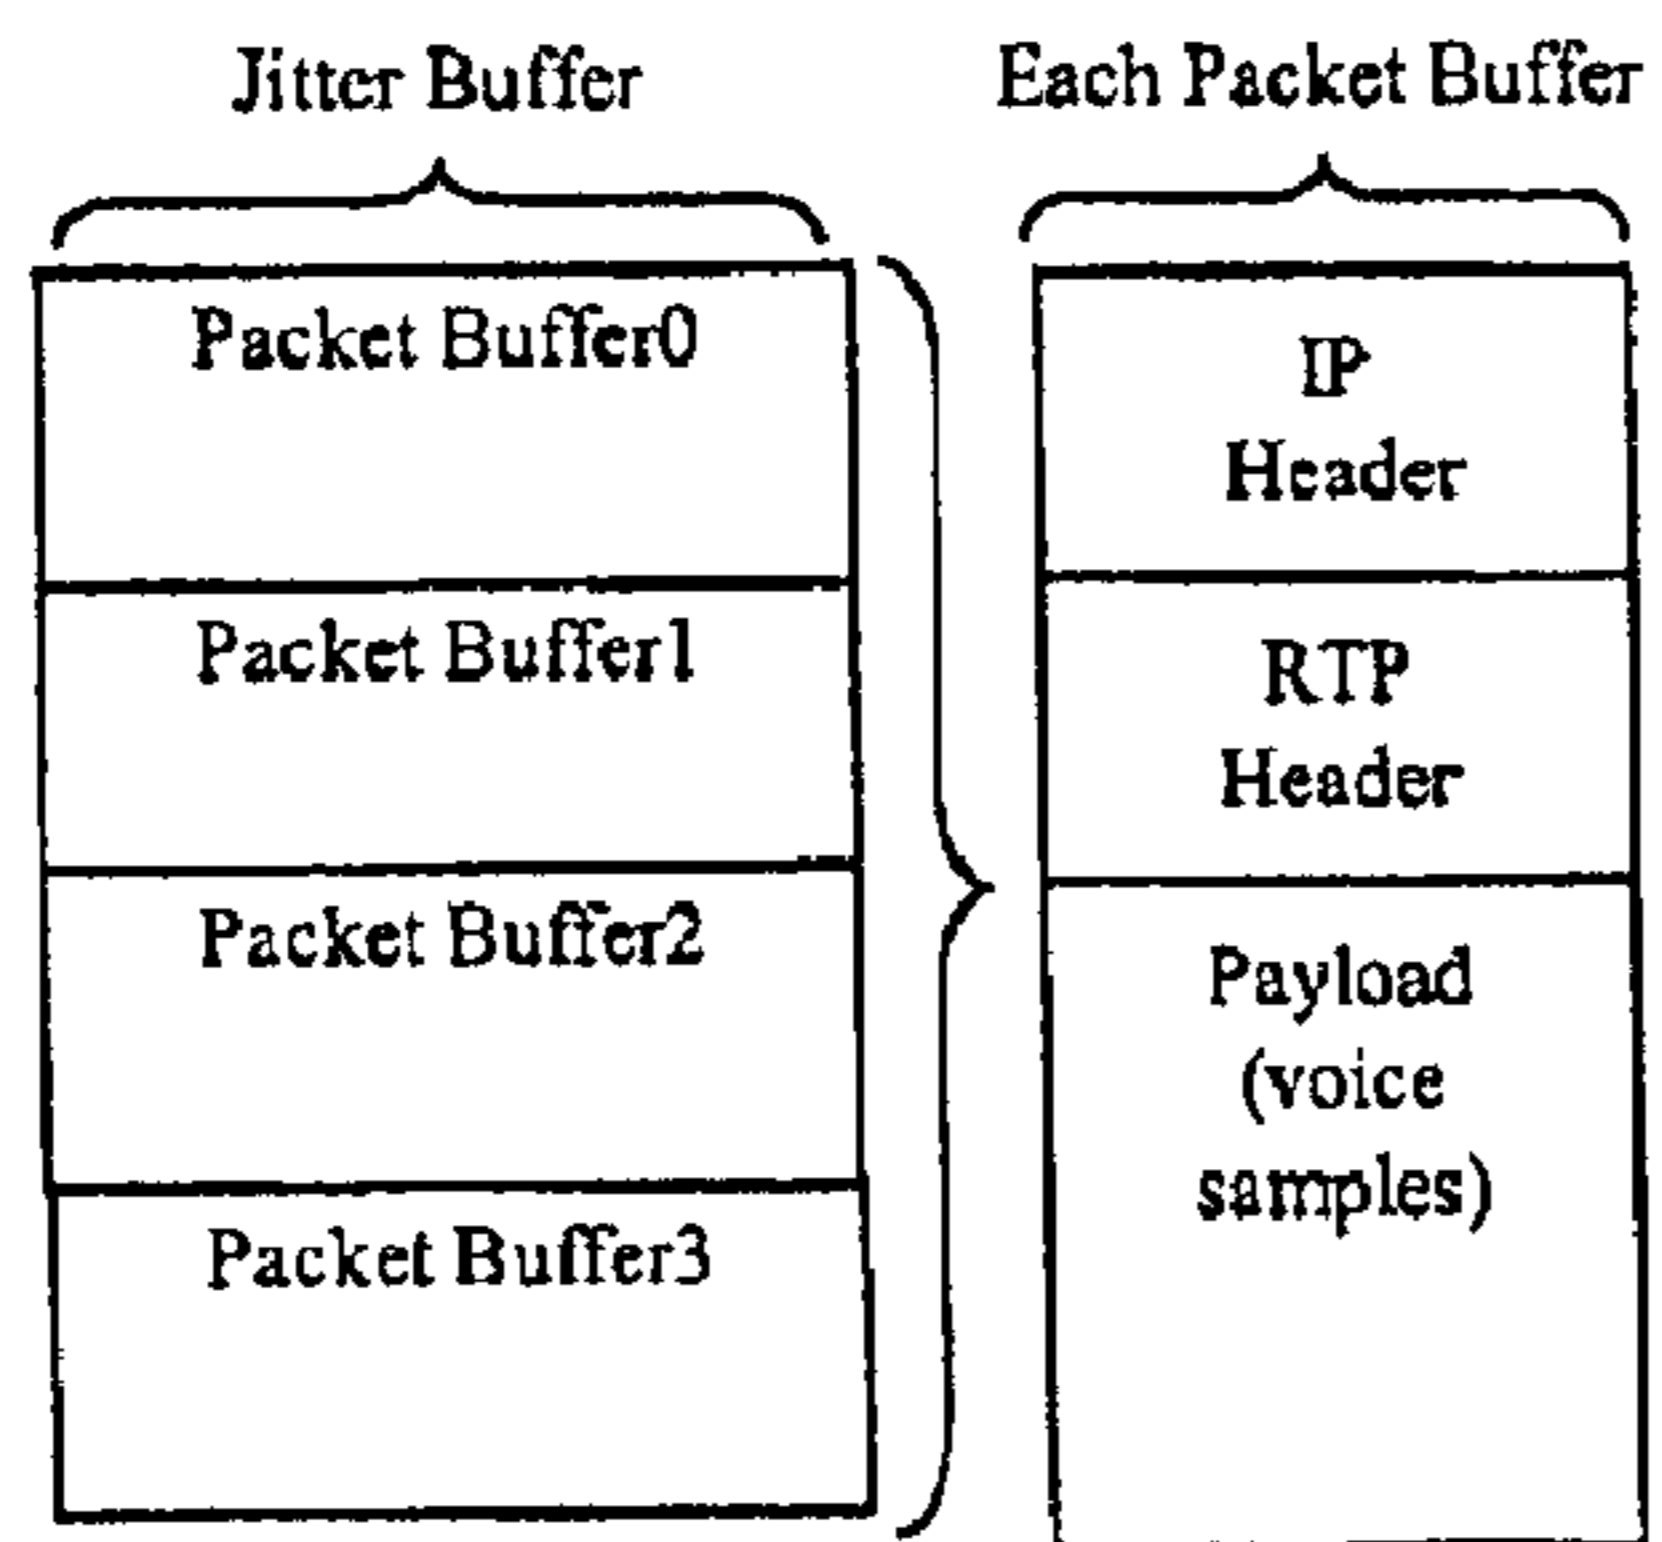 Jitter Buffer
Packet Buffer0
Packet Buffer1
Packet Buffer2
Packet Buffer3
Each Packet Buffer
IP
Header
RTP
Header
Payload
(voice
samples)